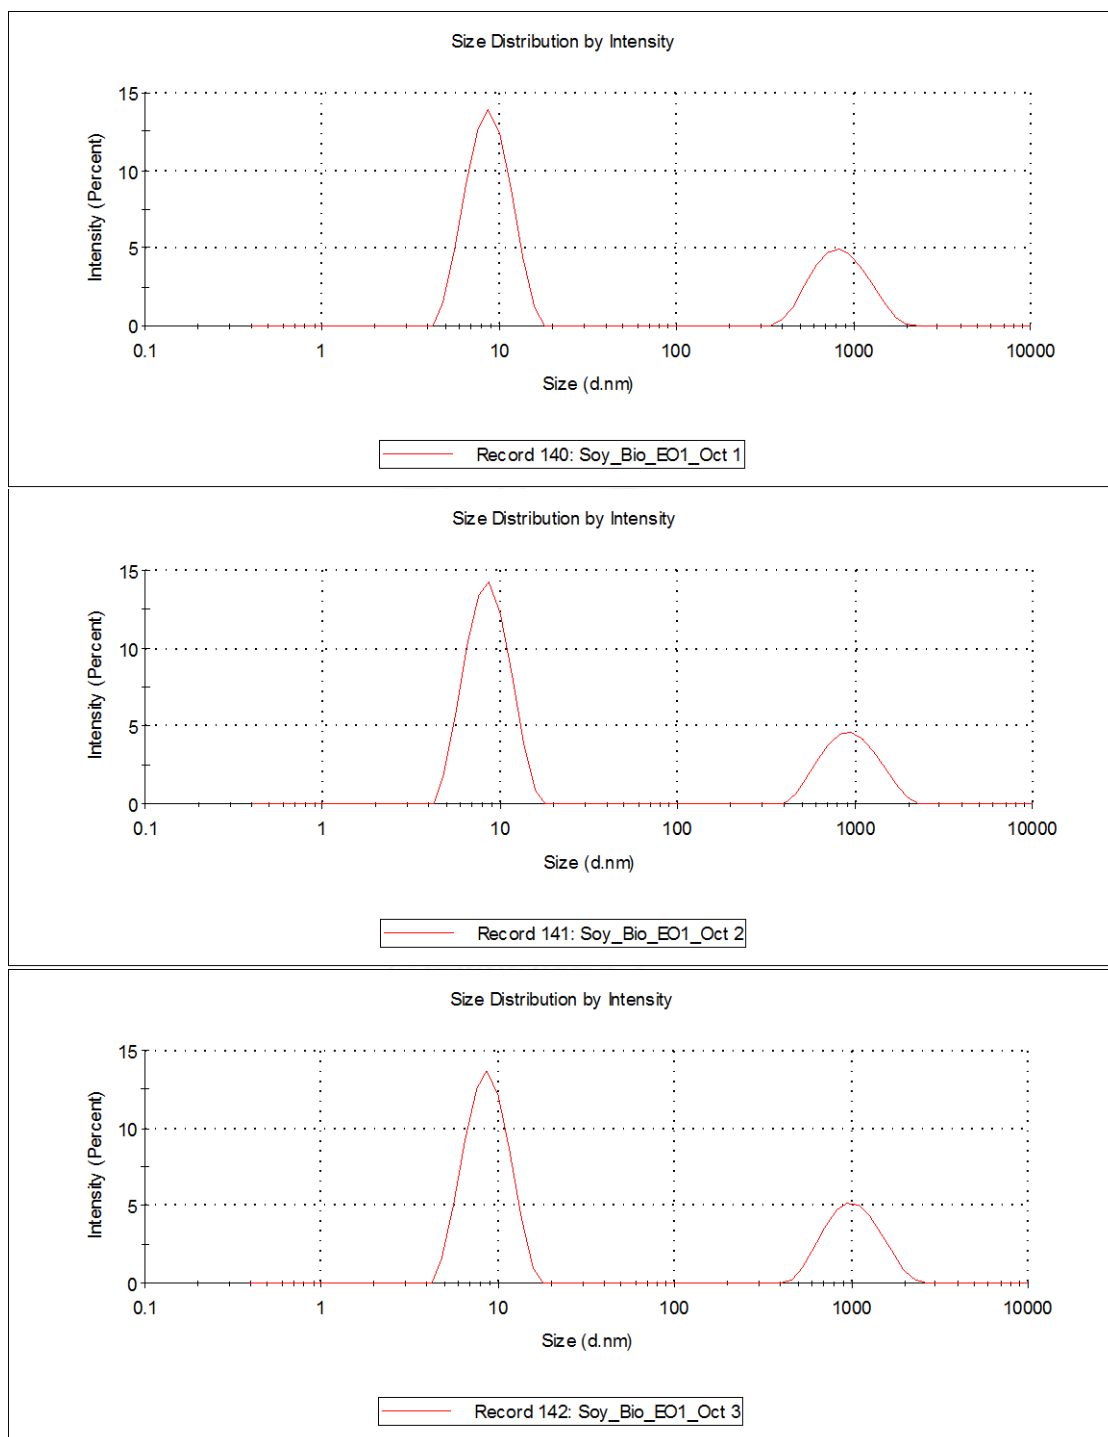 Size Distribution by Intensity
15
10
5
0
Intensity (Percent)
0.1 1 10 100 1000 10000
Size (d.nm)
Record 140: Soy_Bio_EO1_Oct 1
Size Distribution by Intensity
15
10
5
0
Intensity (Percent)
0.1 1 10 100 1000 10000
Size (d.nm)
Record 141: Soy_Bio_EO1_Oct 2
Size Distribution by Intensity
15
10
5
0
Intensity (Percent)
0.1 1 10 100 1000 10000
Size (d.nm)
Record 142: Soy_Bio_EO1_Oct 3